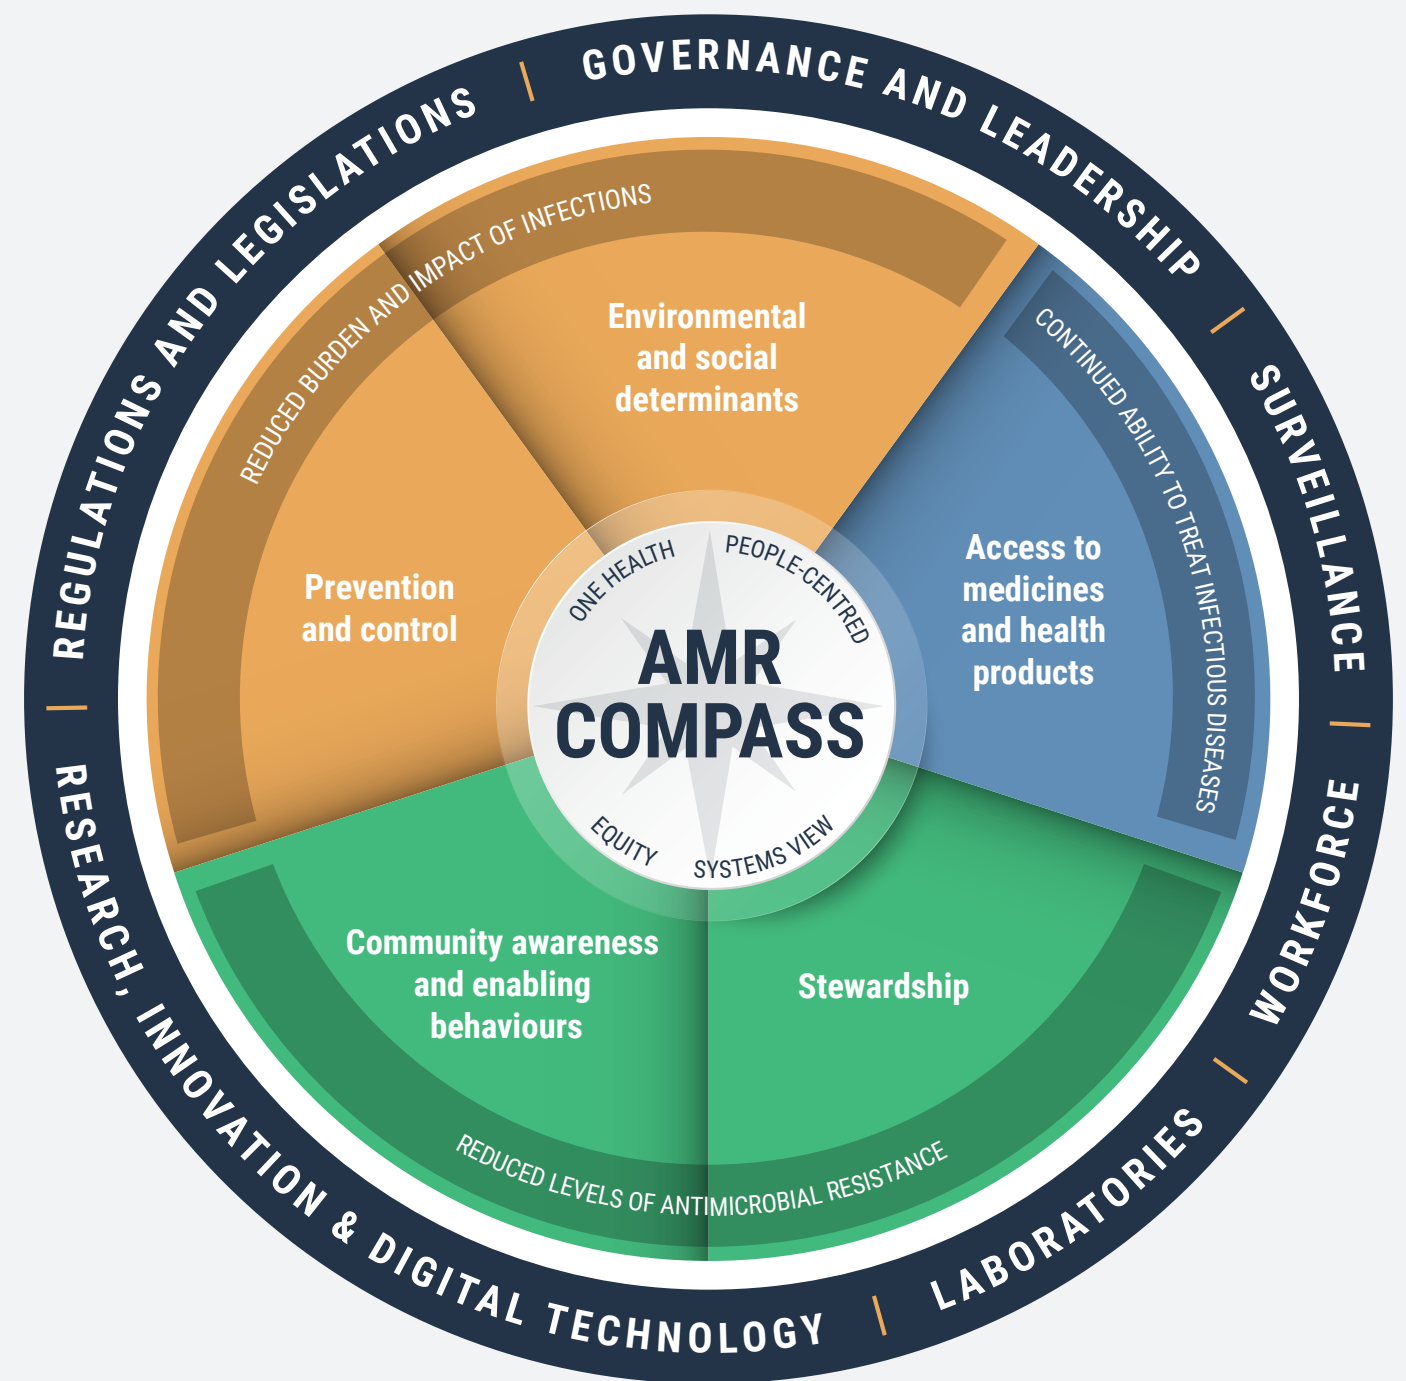 GOVERNANCE AND LEADERSHIP
SURVEILLANCE
WORKFORCE
LABORATORIES
RESEARCH, INNOVATION & DIGITAL TECHNOLOGY
REGULATIONS AND LEGISLATIONS
REDUCED BURDEN AND IMPACT OF INFECTIONS
CONTINUED ABILITY TO TREAT INFECTIOUS DISEASES
REDUCED LEVELS OF ANTIMICROBIAL RESISTANCE
Environmental
and social
determinants
Access to
medicines
and health
products
Stewardship
Community awareness
and enabling
behaviours
Prevention
and control
ONE HEALTH
PEOPLE-CENTRED
AMR
COMPASS
EQUITY
SYSTEMS VIEW